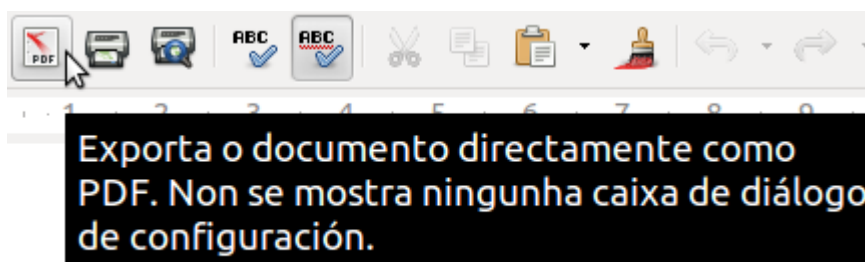 PDF ABC ABC
1 2 3 4 5 6 7 8 9
Exporta o documento directamente como
PDF. Non se mostra ningunha caixa de diálogo
de configuración.